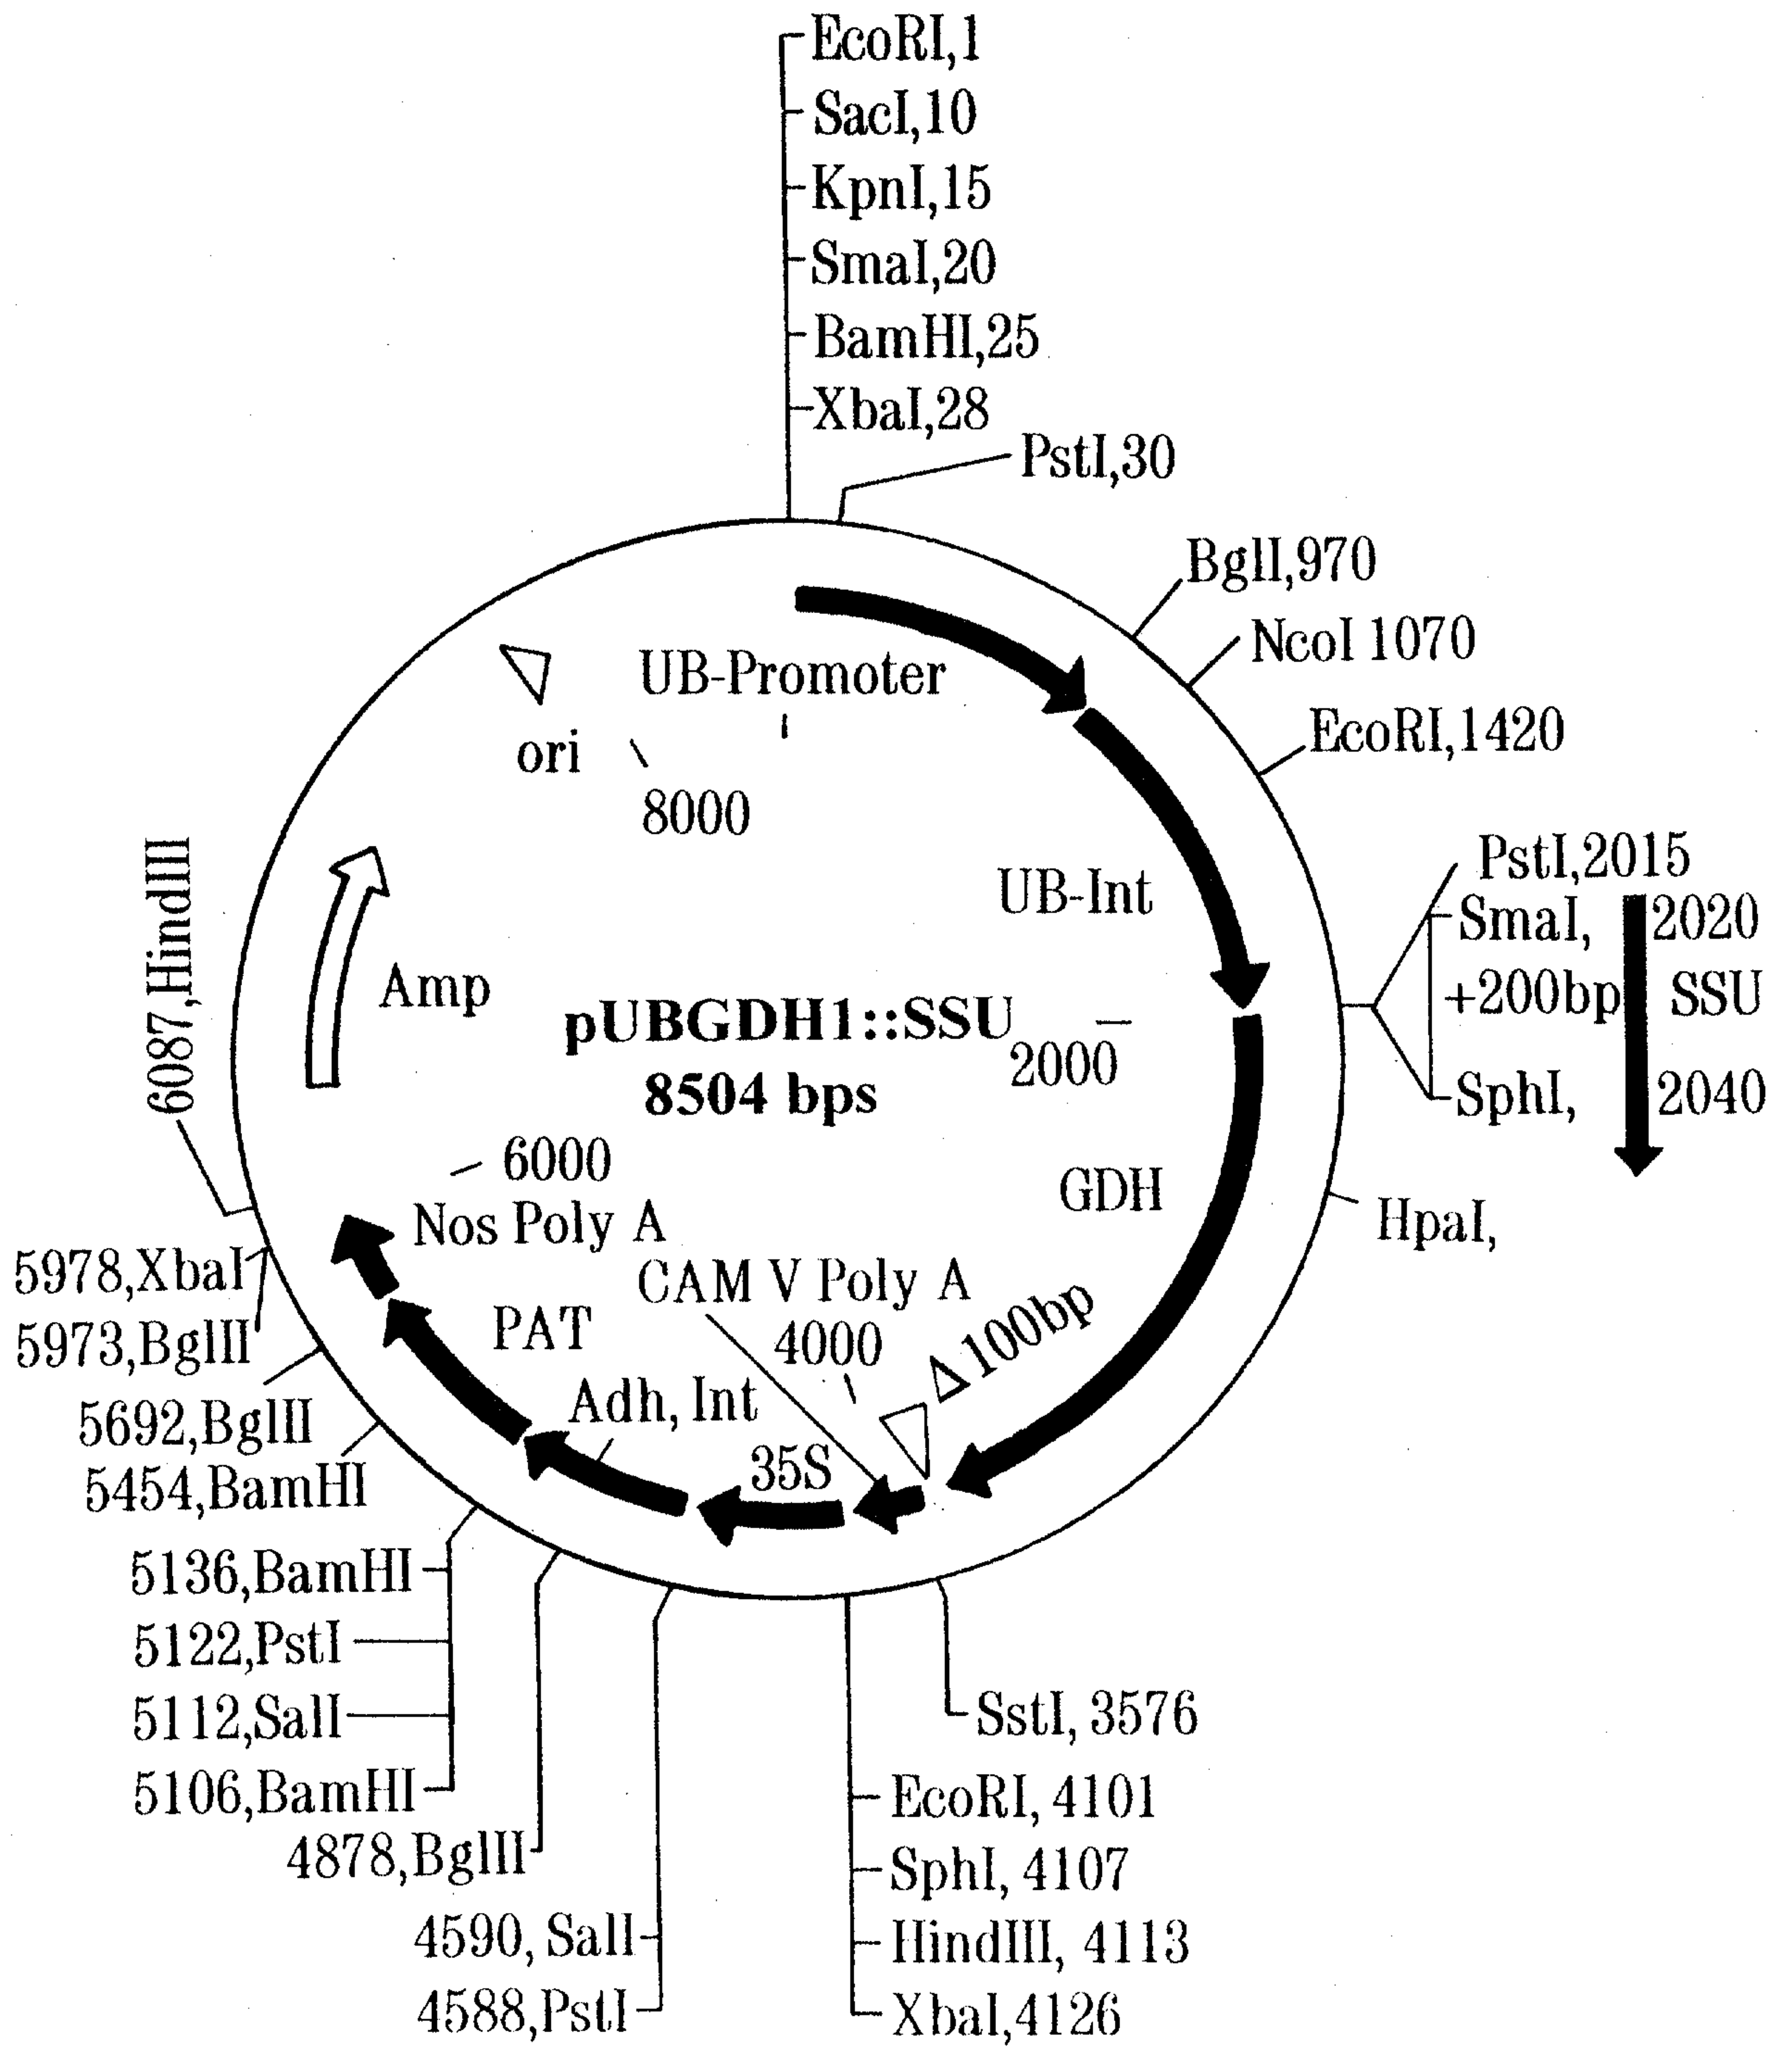 EcoRI,1
SacI,10
KpnI,15
SmaI,20
BamHI,25
XbaI,28
PstI,30
BglI,970
NcoI 1070
EcoRI,1420
PstI,2015
SmaI, 2020
+200bp SSU
SphI, 2040
HpaI,
UB-Promoter
ori
8000
UB-Int
6087,HindIII
Amp
pUBGDH1::SSU
8504 bps
2000
6000
GDH
Nos Poly A
CAM V Poly A
4000
Δ100bp
PAT
Adh, Int
35S
5978,XbaI
5973,BglII
5692,BglII
5454,BamHI
5136,BamHI
5122,PstI
5112,SalI
5106,BamHI
4878,BglII
4590, SalI
4588,PstI
SstI, 3576
EcoRI, 4101
SphI, 4107
HindIII, 4113
XbaI,4126